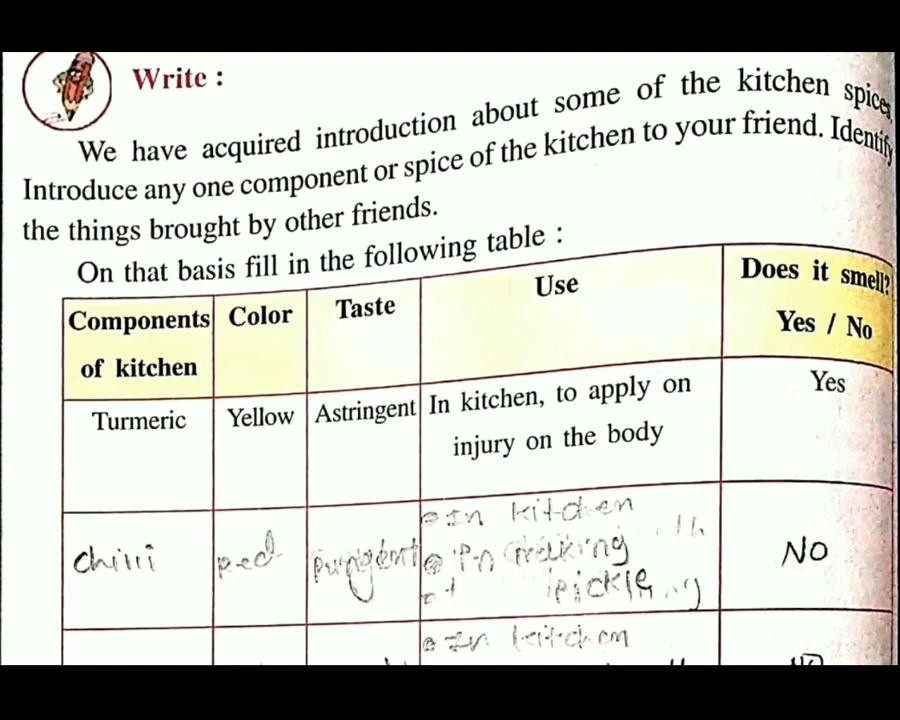 Write :
We have acquired introduction about some of the kitchen spices.
Introduce any one component or spice of the kitchen to your friend. Identify
the things brought by other friends.
On that basis fill in the following table :
Components of kitchen Color Taste Use Does it smell? Yes / No
Turmeric Yellow Astringent In kitchen, to apply on injury on the body Yes
chilli red pungent In kitchen In making pickle NO
In kitchen